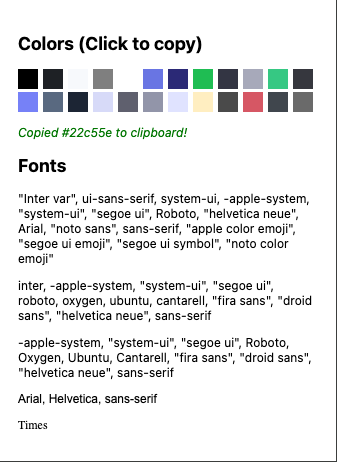 Colors (Click to copy)
Copied #22c55e to clipboard!
Fonts
"Inter var", ui-sans-serif, system-ui, -apple-system,
"system-ui", "segoe ui", Roboto, "helvetica neue",
Arial, "noto sans", sans-serif, "apple color emoji",
"segoe ui emoji", "segoe ui symbol", "noto color
emoji"
inter, -apple-system, "system-ui", "segoe ui",
roboto, oxygen, ubuntu, cantarell, "fira sans", "droid
sans", "helvetica neue", sans-serif
-apple-system, "system-ui", "segoe ui", Roboto,
Oxygen, Ubuntu, Cantarell, "fira sans", "droid sans",
"helvetica neue", sans-serif
Arial, Helvetica, sans-serif
Times